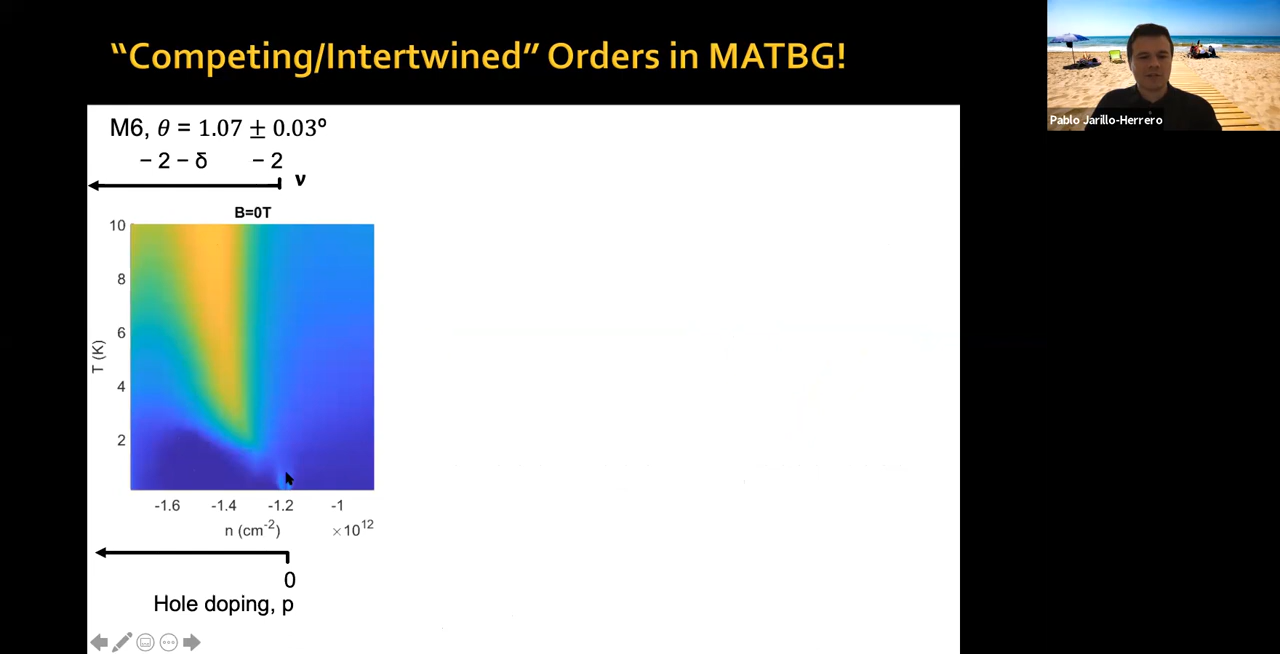 “Competing/Intertwined” Orders in MATBG!
Pablo Jarillo-Herrero
M6, θ = 1.07 ± 0.03º
− 2 − δ − 2
ν
B=0T
10
8
6
4
2
T (K)
-1.6 -1.4 -1.2 -1
n (cm⁻²) ×10¹²
0
Hole doping, p